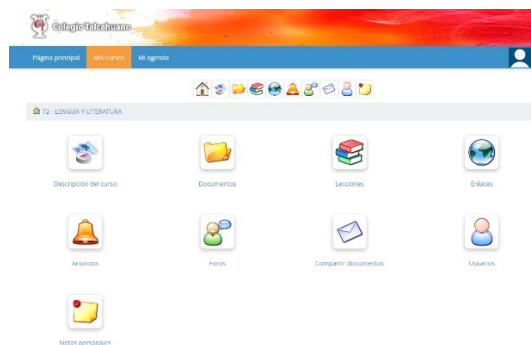 Colegio Talcahuano
Página principal Mis cursos Mi agenda
72 - LENGUA Y LITERATURA
Descripción del curso Documentos Lecciones Enlaces
Anuncios Foros Compartir documentos Usuarios
Notas personales